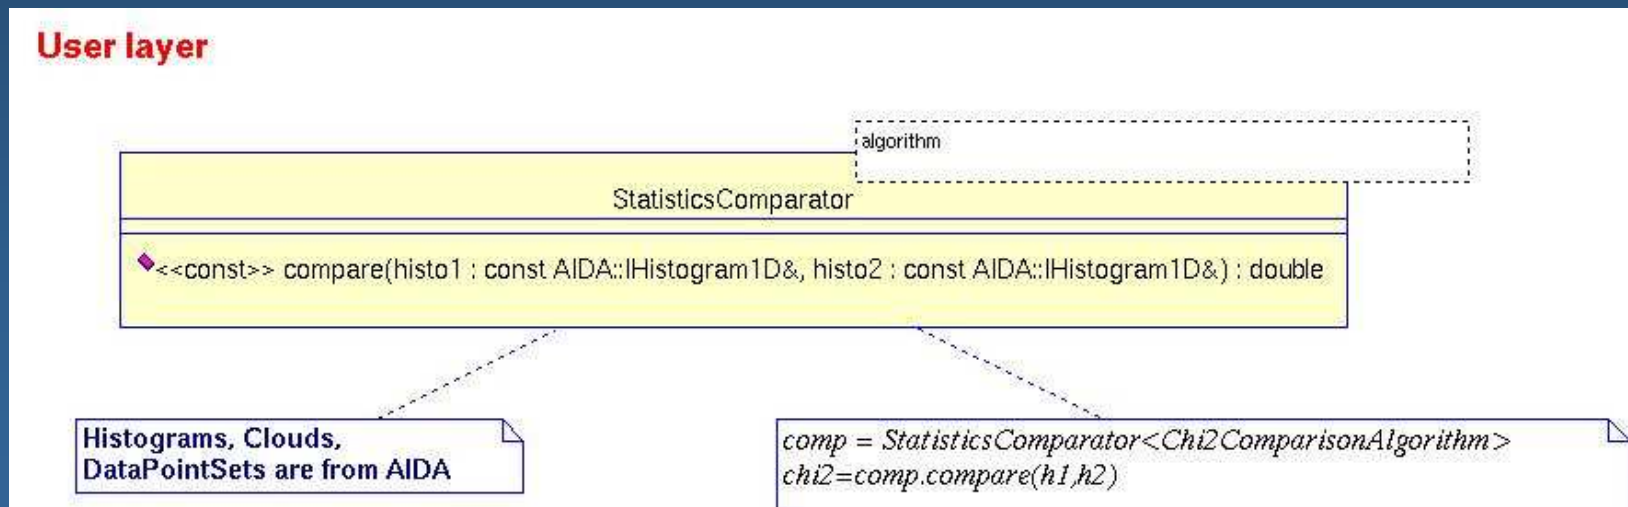 User layer
algorithm
StatisticsComparator
<<const>> compare(histo1 : const AIDA::IHistogram1D&, histo2 : const AIDA::IHistogram1D&) : double
Histograms, Clouds,
DataPointSets are from AIDA
comp = StatisticsComparator<Chi2ComparisonAlgorithm>
chi2=comp.compare(h1,h2)